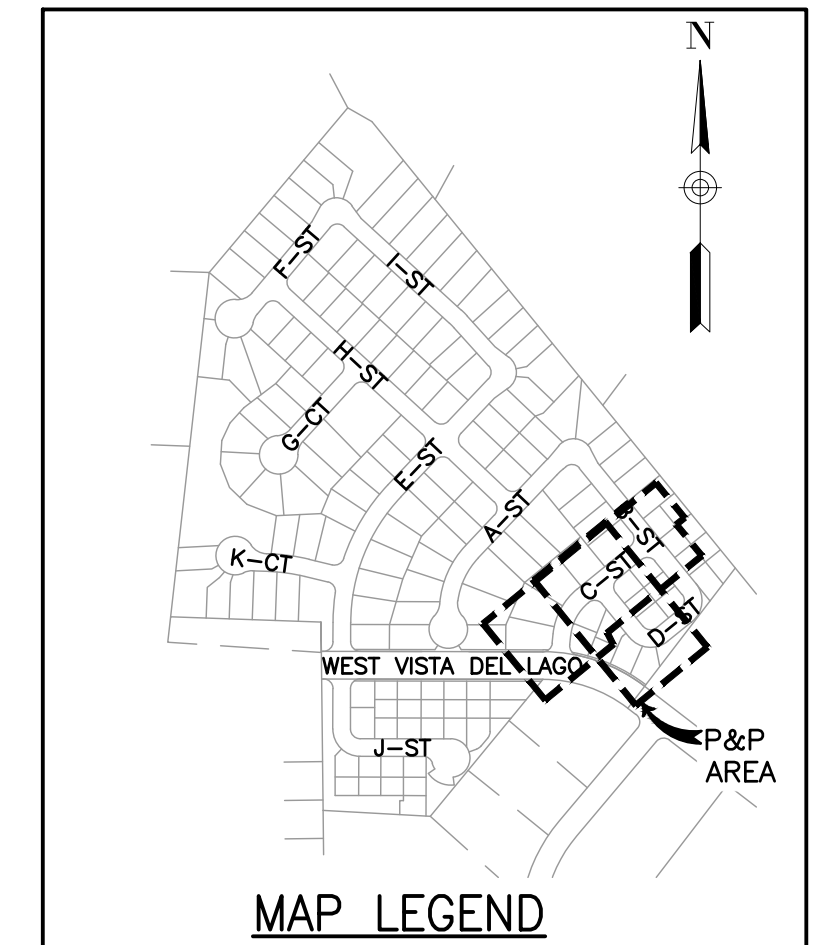 N
F-ST
I-ST
H-ST
G-CT
E-ST
A-ST
B-ST
K-CT
C-ST
D-ST
WEST VISTA DEL LAGO
J-ST
P&P
AREA
MAP LEGEND